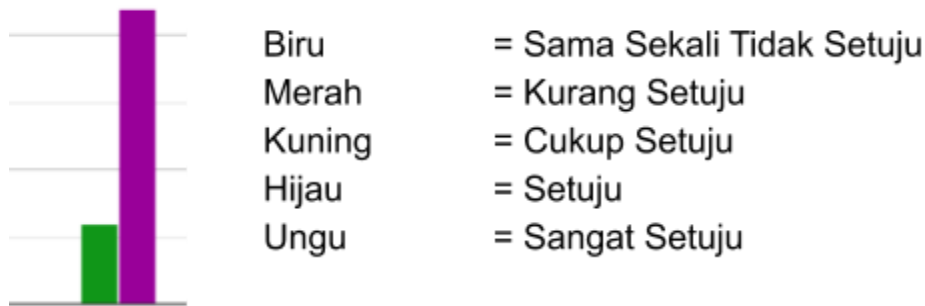 Biru = Sama Sekali Tidak Setuju
Merah = Kurang Setuju
Kuning = Cukup Setuju
Hijau = Setuju
Ungu = Sangat Setuju